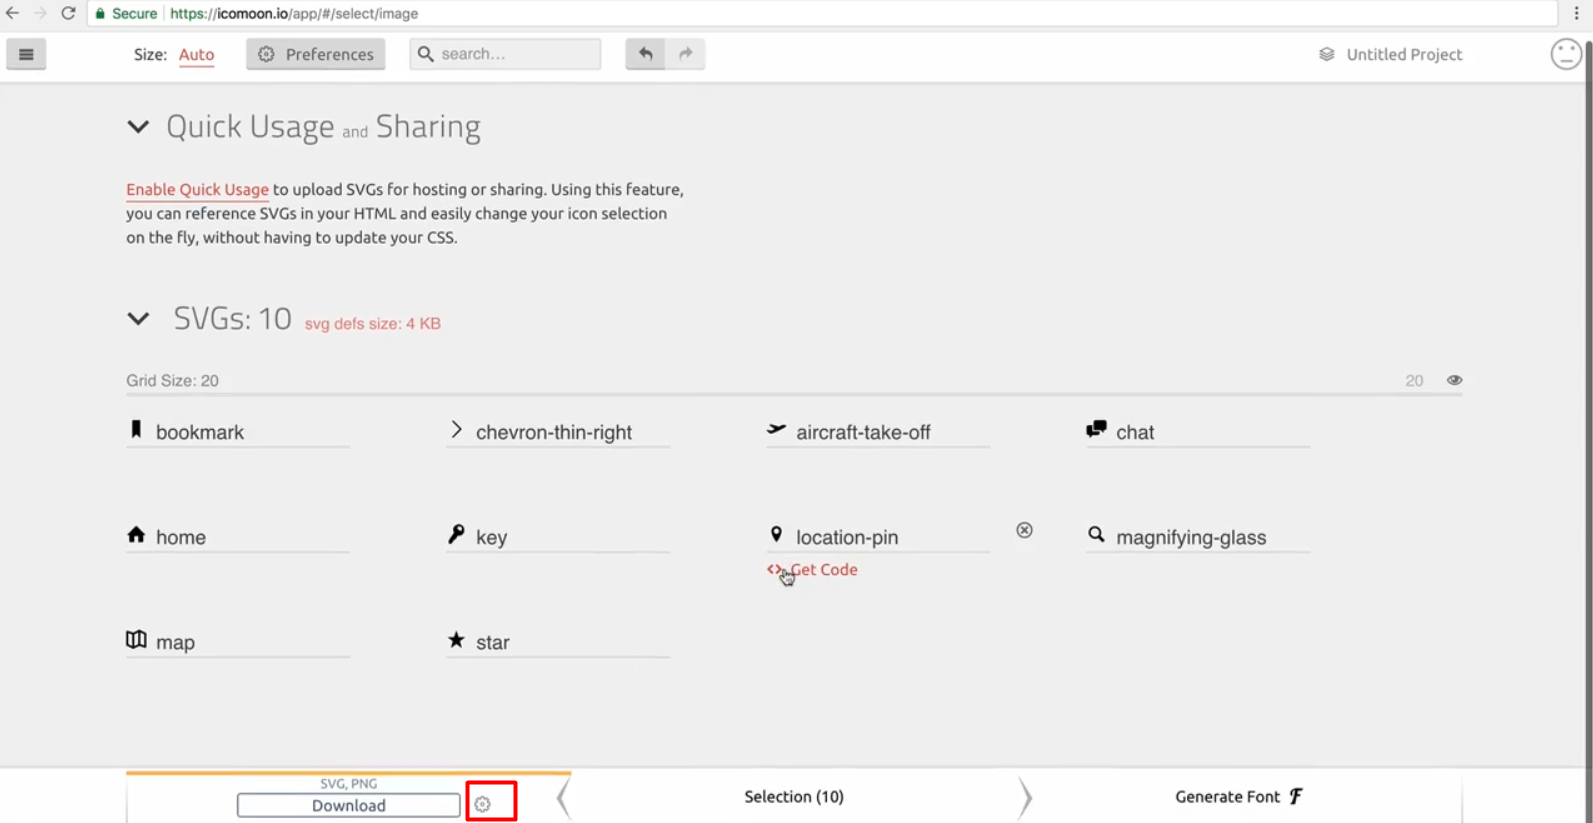 Secure https://icomoon.io/app/#/select/image
Size: Auto Preferences search... Untitled Project
Quick Usage and Sharing
Enable Quick Usage to upload SVGs for hosting or sharing. Using this feature,
you can reference SVGs in your HTML and easily change your icon selection
on the fly, without having to update your CSS.
SVGs: 10 svg defs size: 4 KB
Grid Size: 20 20
bookmark chevron-thin-right aircraft-take-off chat
home key location-pin magnifying-glass
<> Get Code
map star
SVG, PNG
Download Selection (10) Generate Font F